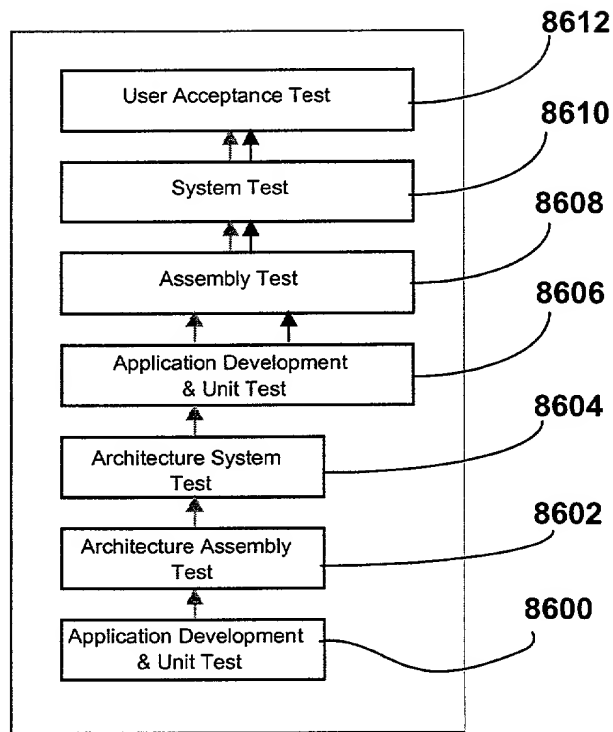 8612
User Acceptance Test
8610
System Test
8608
Assembly Test
8606
Application Development
& Unit Test
8604
Architecture System
Test
8602
Architecture Assembly
Test
8600
Application Development
& Unit Test